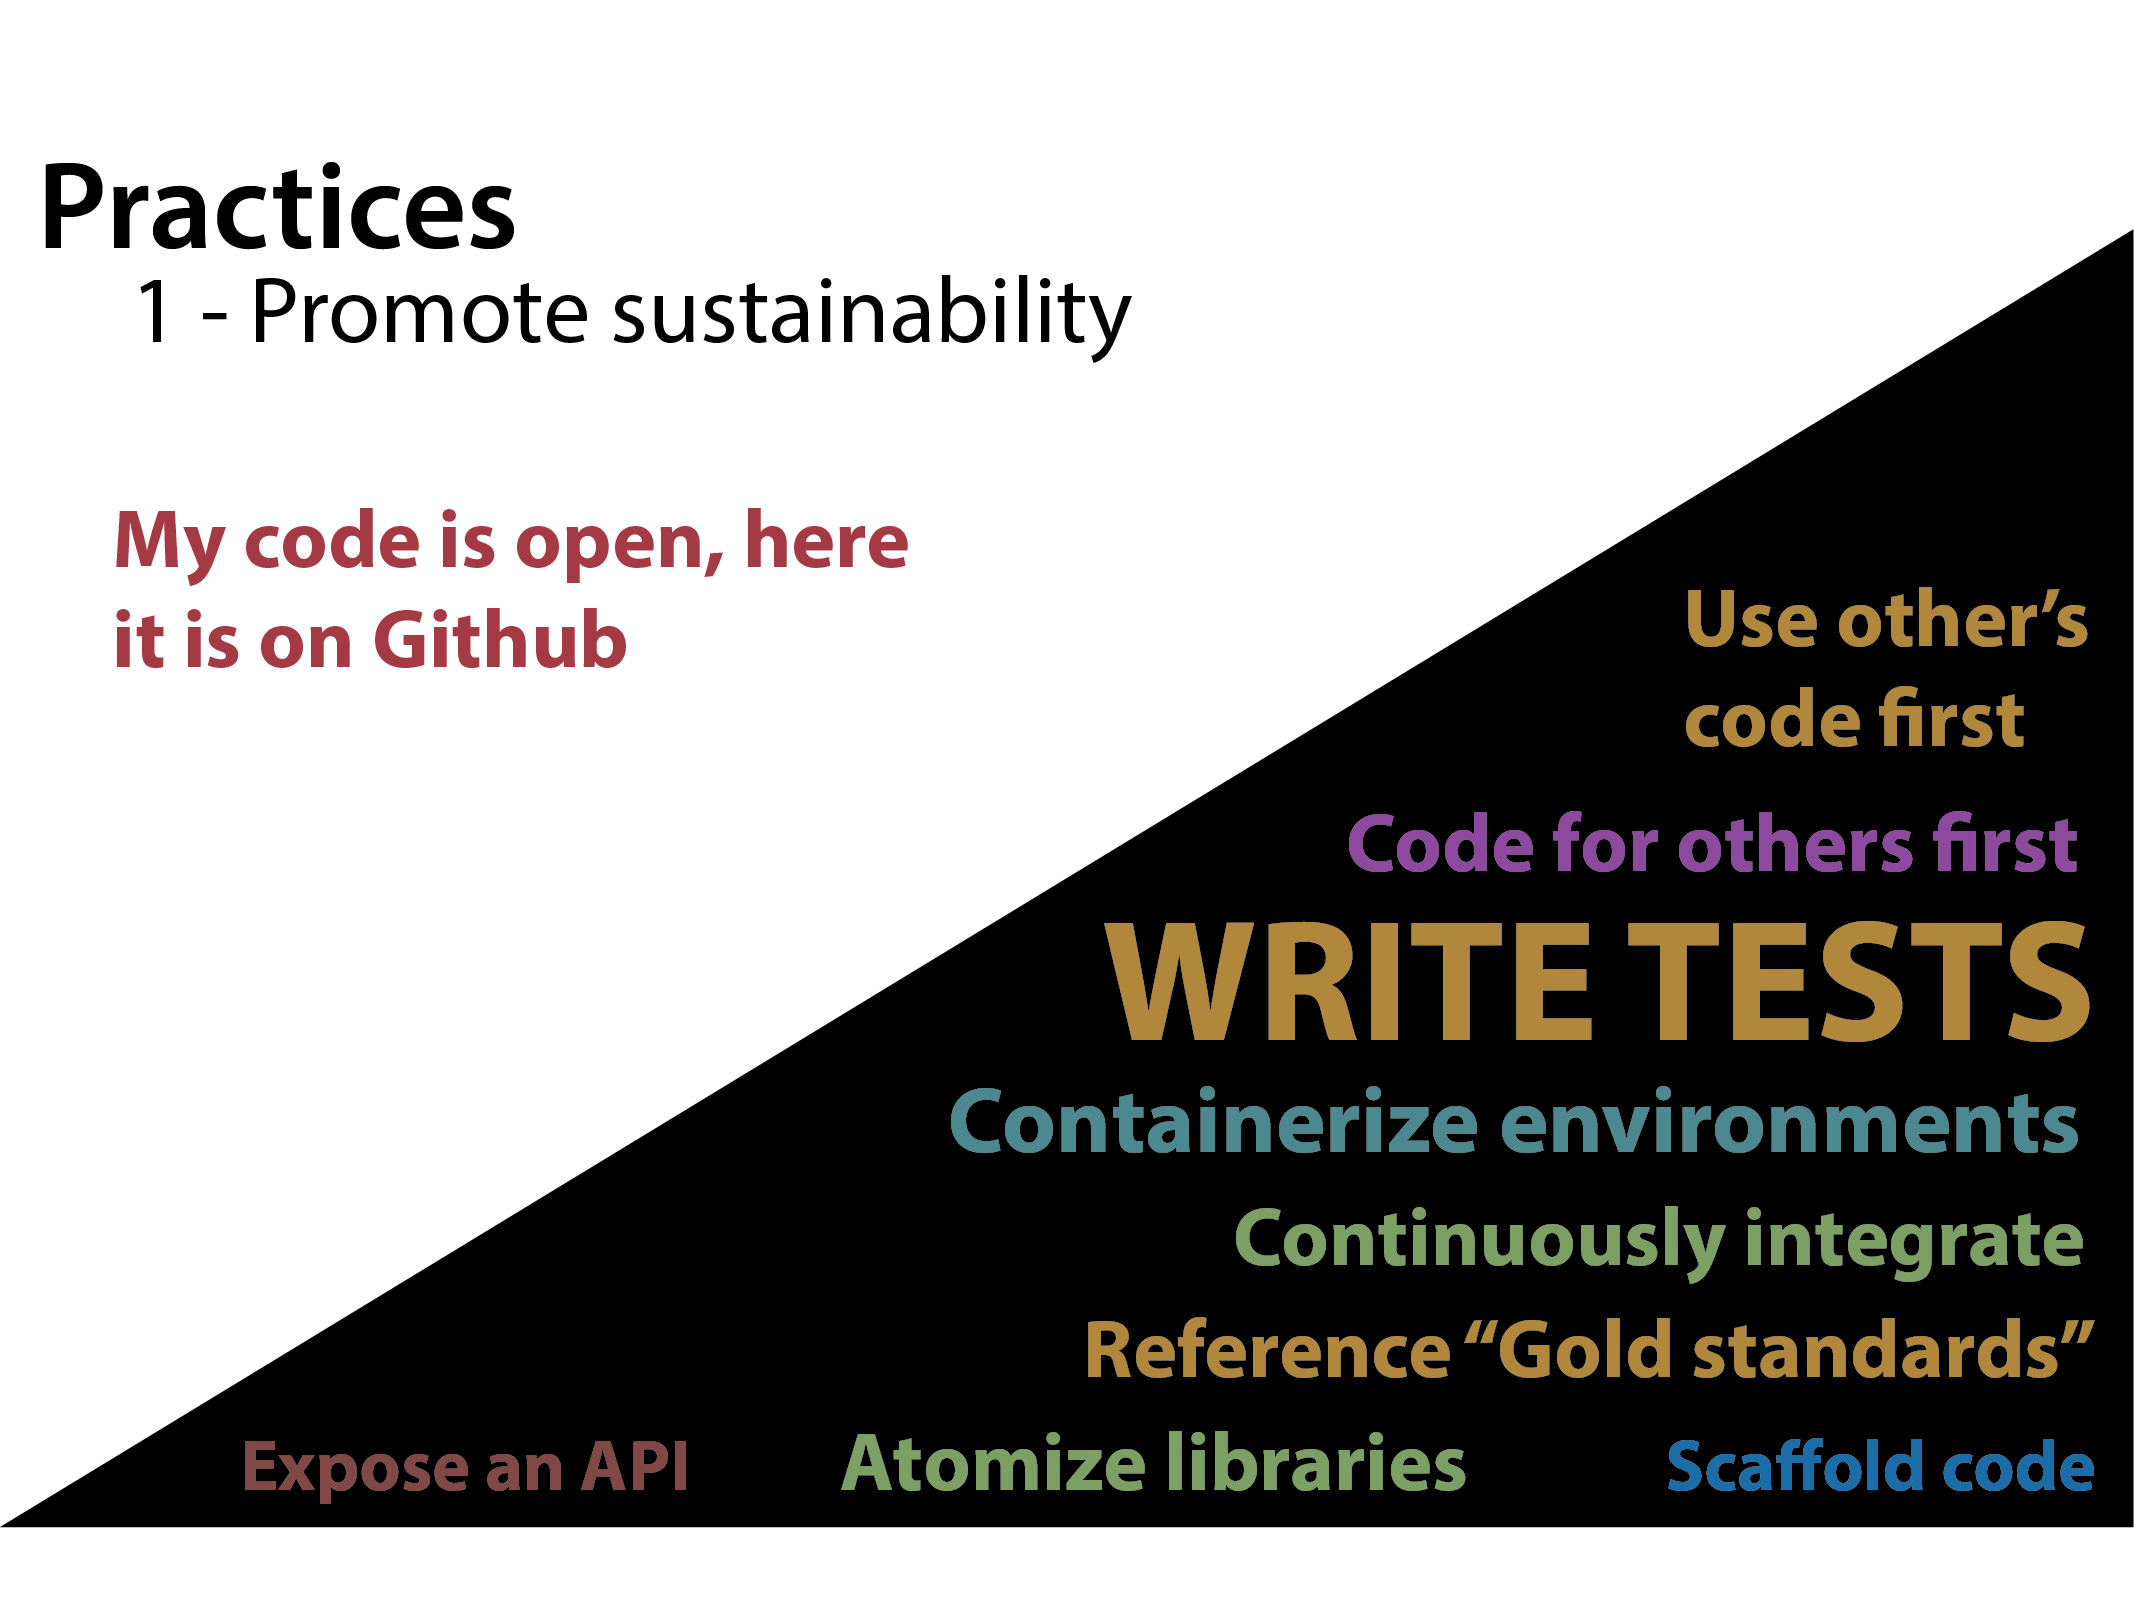 Practices
1 - Promote sustainability
My code is open, here
it is on Github
Use other’s
code first
Code for others first
WRITE TESTS
Containerize environments
Continuously integrate
Reference “Gold standards”
Expose an API
Atomize libraries
Scaffold code